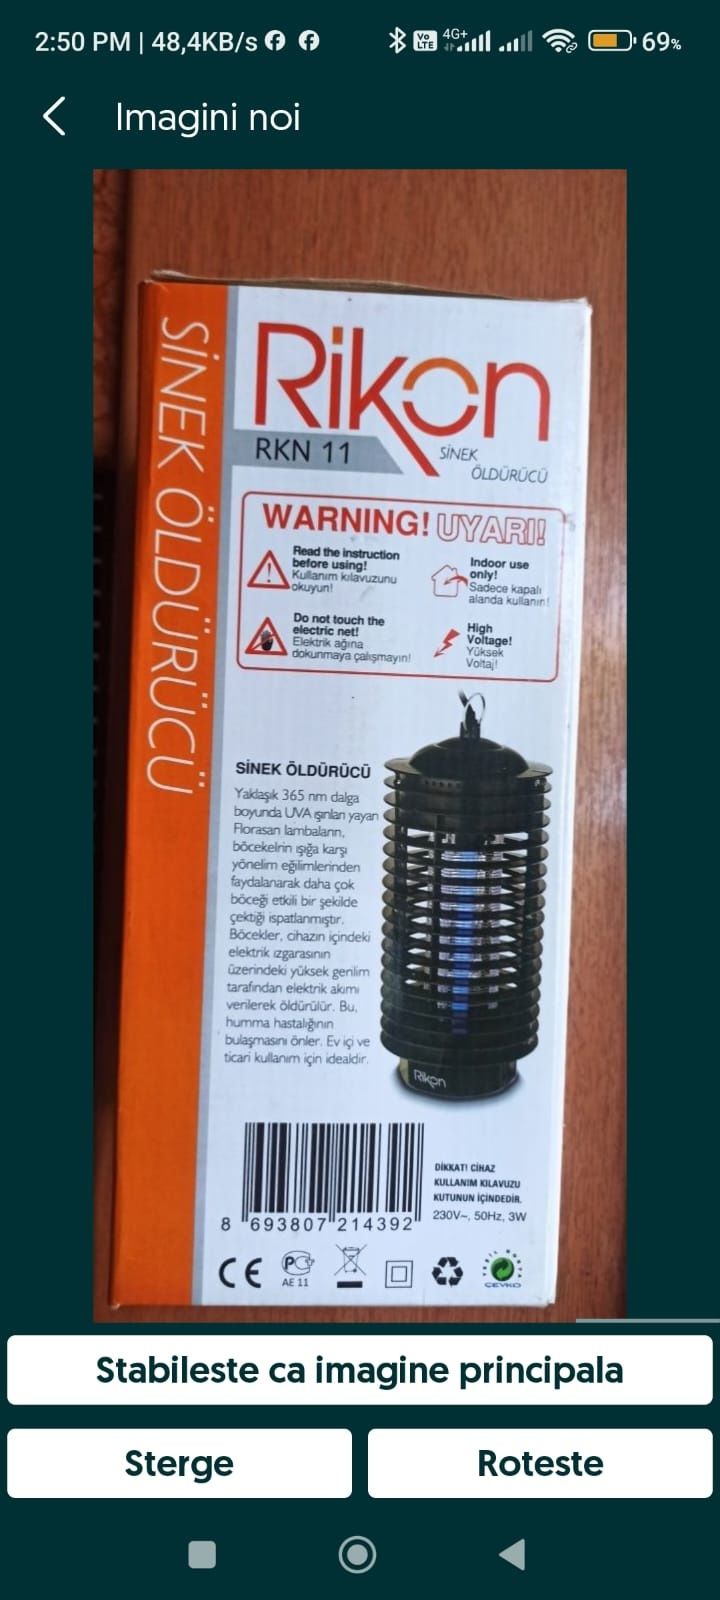 2:50 PM | 48,4KB/s
Vo LTE 4G+ 69%
Imagini noi
SİNEK ÖLDÜRÜCÜ
Rikon
RKN 11
SİNEK
ÖLDÜRÜCÜ
WARNING! UYARI!
Read the instruction
before using!
Kullanım kılavuzunu
okuyun!
Indoor use
only!
Sadece kapalı
alanda kullanın!
Do not touch the
electric net!
Elektrik ağına
dokunmaya çalışmayın!
High
Voltage!
Yüksek
Voltaj!
SİNEK ÖLDÜRÜCÜ
Yaklaşık 365 nm dalga
boyunda UVA ışınları yayan
Florasan lambaların,
böcekelrin ışığa karşı
yönelim eğilimlerinden
faydalanarak daha çok
böceği etkili bir şekilde
çektiği ispatlanmıştır.
Böcekler, cihazın içindeki
elektrik ızgarasının
üzerindeki yüksek gerilim
tarafından elektrik akımı
verilerek öldürülür. Bu,
humma hastalığının
bulaşmasını önler. Ev içi ve
ticari kullanım için idealdir.
Rikon
8 693807 214392
DİKKAT! CİHAZ
KULLANIM KILAVUZU
KUTUNUN İÇİNDEDİR.
230V~, 50Hz, 3W
CE
PC
AE 11
ÇEVKO
Stabileste ca imagine principala
Sterge
Roteste